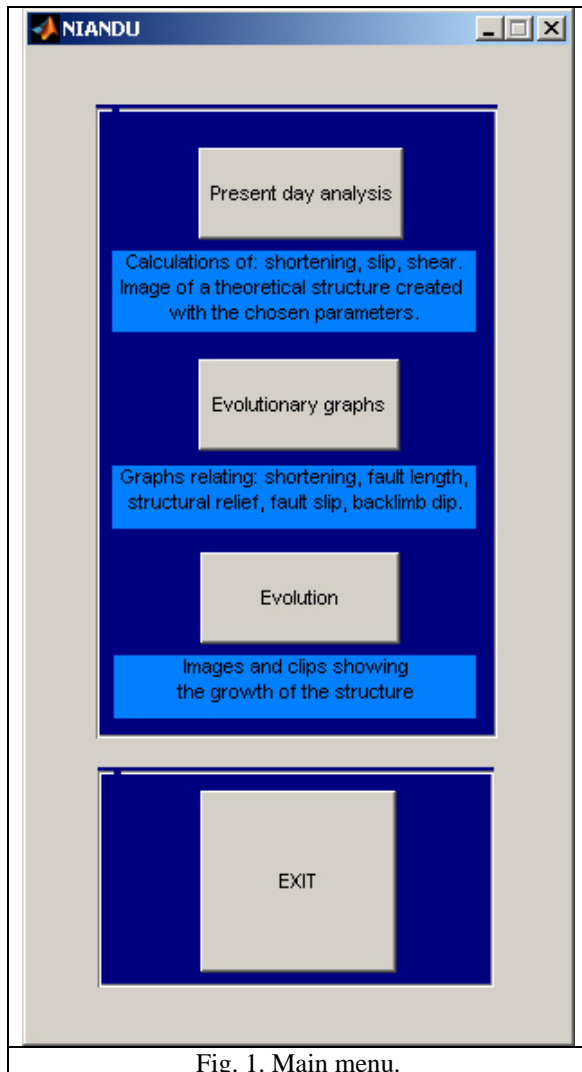 NIANDU
Present day analysis
Calculations of: shortening, slip, shear.
Image of a theoretical structure created
with the chosen parameters.
Evolutionary graphs
Graphs relating: shortening, fault length,
structural relief, fault slip, backlimb dip.
Evolution
Images and clips showing
the growth of the structure
EXIT
Fig. 1. Main menu.